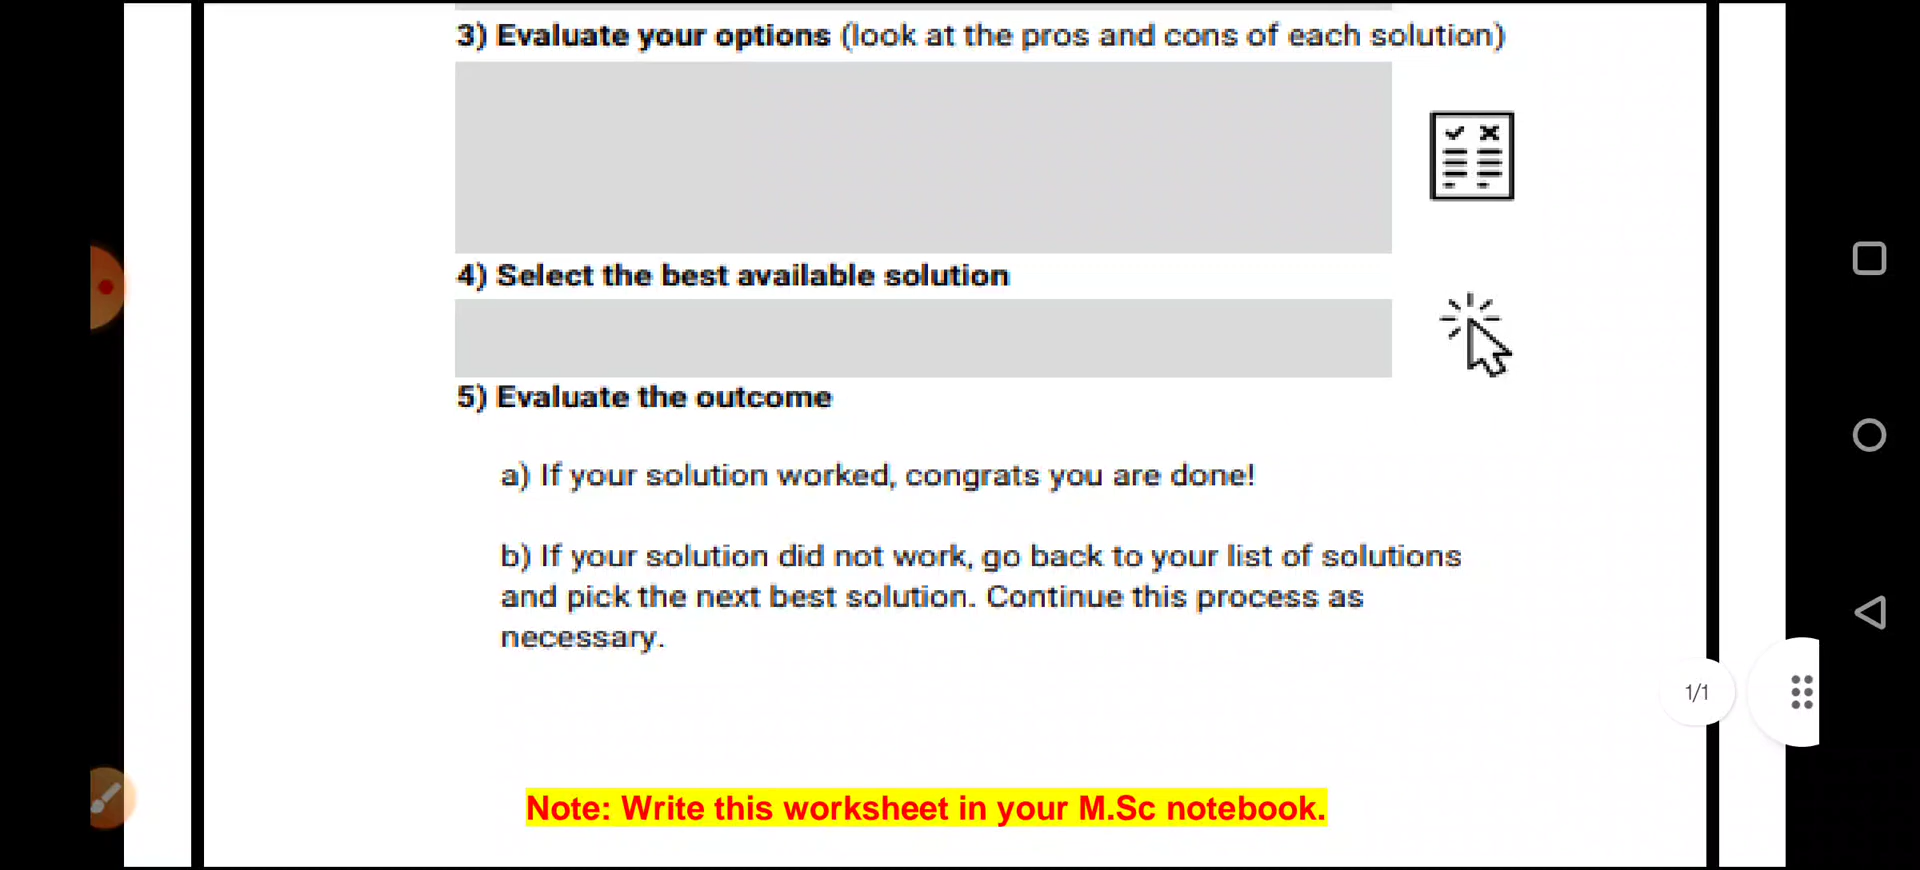 3) Evaluate your options (look at the pros and cons of each solution)
4) Select the best available solution
5) Evaluate the outcome
a) If your solution worked, congrats you are done!
b) If your solution did not work, go back to your list of solutions
and pick the next best solution. Continue this process as
necessary.
1/1
Note: Write this worksheet in your M.Sc notebook.